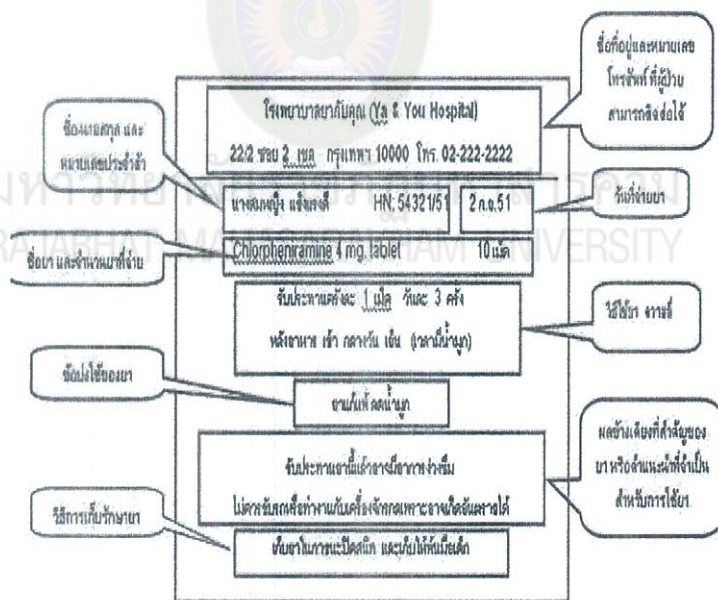 ชื่อที่อยู่และหมายเลข
โทรศัพท์ ที่ผู้ป่วย
สามารถติดต่อได้
โรงพยาบาลยากับคุณ (Ya & You Hospital)
22/2 ซอย 2 เขต กรุงเทพฯ 10000 โทร. 02-222-2222
ชื่อนามสกุล และ
หมายเลขประจำตัว
นางสมหญิง แข็งแรงดี HN; 54321/51
2 ก.ย.51
วันที่จ่ายยา
RAJABHAT MAHASARAKHAM UNIVERSITY
ชื่อยา และจำนวนยาที่จ่าย
Chlorpheniramine 4 mg. tablet 10 เม็ด
รับประทานครั้งละ 1 เม็ด วันละ 3 ครั้ง
หลังอาหาร เช้า กลางวัน เย็น (เวลามีน้ำมูก)
วิธีใช้ยา
ข้อบ่งใช้ของยา
ยาแก้แพ้ ลดน้ำมูก
ผลข้างเคียงที่สำคัญของ
ยา หรือคำแนะนำที่จำเป็น
สำหรับการใช้ยา
รับประทานยานี้แล้วอาจมีอาการง่วงซึม
ไม่ควรขับรถหรือทำงานกับเครื่องจักรกลเพราะอาจเกิดอันตรายได้
วิธีการเก็บรักษายา
เก็บยาในภาชนะปิดสนิท และเก็บให้พ้นมือเด็ก